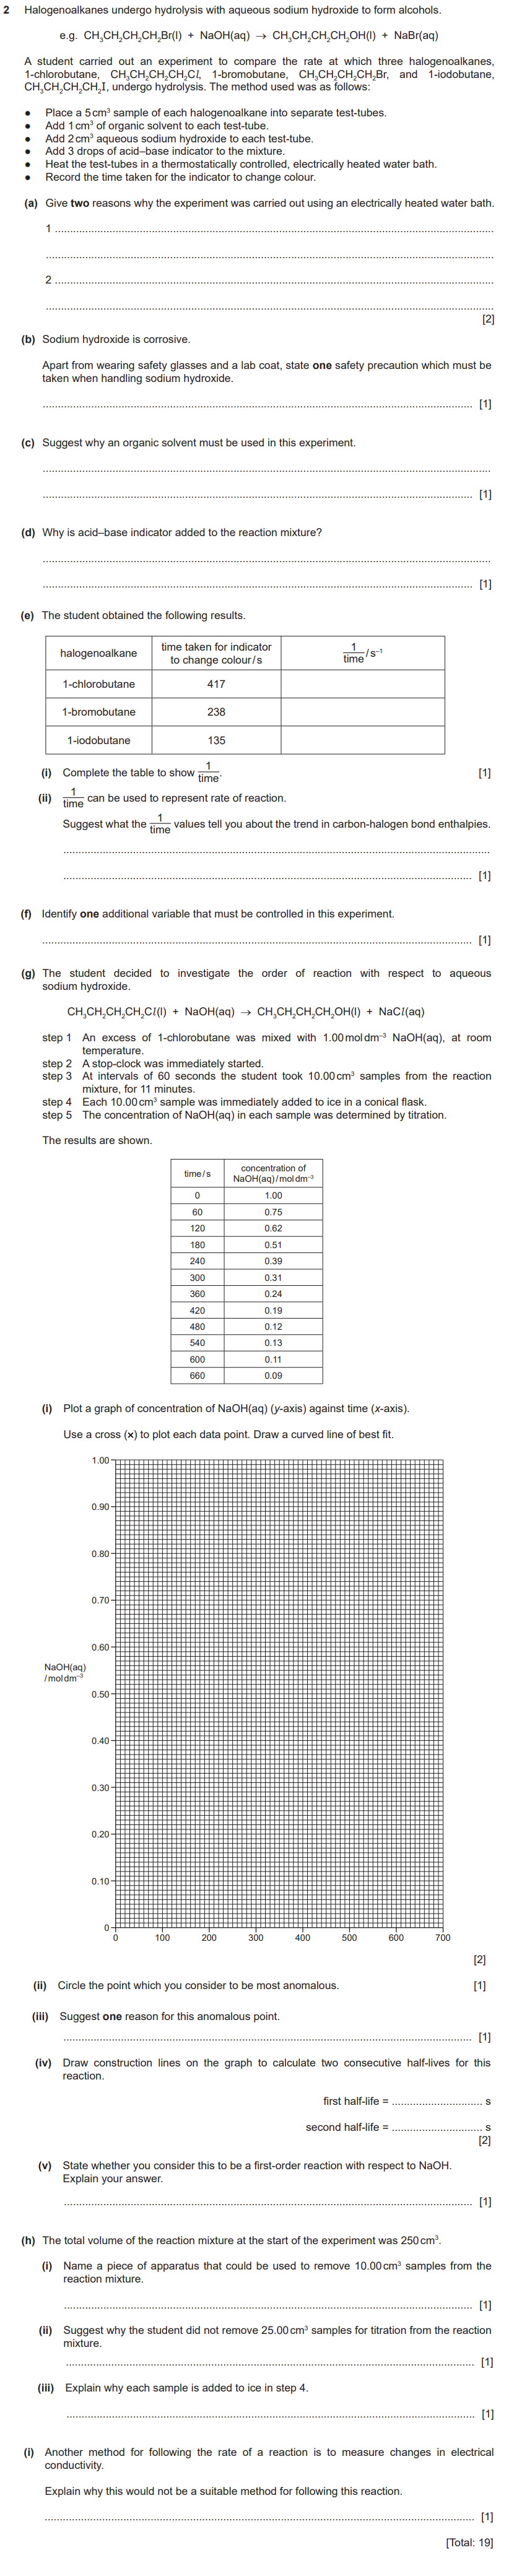 2 Halogenoalkanes undergo hydrolysis with aqueous sodium hydroxide to form alcohols.
e.g. CH₃CH₂CH₂CH₂Br(l) + NaOH(aq) → CH₃CH₂CH₂CH₂OH(l) + NaBr(aq)
A student carried out an experiment to compare the rate at which three halogenoalkanes,
1-chlorobutane, CH₃CH₂CH₂CH₂Cl, 1-bromobutane, CH₃CH₂CH₂CH₂Br, and 1-iodobutane,
CH₃CH₂CH₂CH₂I, undergo hydrolysis. The method used was as follows:
● Place a 5 cm³ sample of each halogenoalkane into separate test-tubes.
● Add 1 cm³ of organic solvent to each test-tube.
● Add 2 cm³ aqueous sodium hydroxide to each test-tube.
● Add 3 drops of acid–base indicator to the mixture.
● Heat the test-tubes in a thermostatically controlled, electrically heated water bath.
● Record the time taken for the indicator to change colour.
(a) Give two reasons why the experiment was carried out using an electrically heated water bath.
1
2
[2]
(b) Sodium hydroxide is corrosive.
Apart from wearing safety glasses and a lab coat, state one safety precaution which must be
taken when handling sodium hydroxide.
[1]
(c) Suggest why an organic solvent must be used in this experiment.
[1]
(d) Why is acid–base indicator added to the reaction mixture?
[1]
(e) The student obtained the following results.
halogenoalkane | time taken for indicator to change colour / s | 1/time / s⁻¹
1-chlorobutane 417
1-bromobutane 238
1-iodobutane 135
(i) Complete the table to show 1/time. [1]
(ii) 1/time can be used to represent rate of reaction.
Suggest what the 1/time values tell you about the trend in carbon-halogen bond enthalpies.
[1]
(f) Identify one additional variable that must be controlled in this experiment.
[1]
(g) The student decided to investigate the order of reaction with respect to aqueous
sodium hydroxide.
CH₃CH₂CH₂CH₂Cl(l) + NaOH(aq) → CH₃CH₂CH₂CH₂OH(l) + NaCl(aq)
step 1 An excess of 1-chlorobutane was mixed with 1.00 mol dm⁻³ NaOH(aq), at room
temperature.
step 2 A stop-clock was immediately started.
step 3 At intervals of 60 seconds the student took 10.00 cm³ samples from the reaction
mixture, for 11 minutes.
step 4 Each 10.00 cm³ sample was immediately added to ice in a conical flask.
step 5 The concentration of NaOH(aq) in each sample was determined by titration.
The results are shown.
time / s | concentration of NaOH(aq) / mol dm⁻³
0 1.00
60 0.75
120 0.62
180 0.51
240 0.39
300 0.31
360 0.24
420 0.19
480 0.12
540 0.13
600 0.11
660 0.09
(i) Plot a graph of concentration of NaOH(aq) (y-axis) against time (x-axis).
Use a cross (×) to plot each data point. Draw a curved line of best fit.
1.00
0.90
0.80
0.70
0.60
NaOH(aq)
/ mol dm⁻³
0.50
0.40
0.30
0.20
0.10
0
0 100 200 300 400 500 600 700
[2]
(ii) Circle the point which you consider to be most anomalous. [1]
(iii) Suggest one reason for this anomalous point.
[1]
(iv) Draw construction lines on the graph to calculate two consecutive half-lives for this
reaction.
first half-life = s
second half-life = s
[2]
(v) State whether you consider this to be a first-order reaction with respect to NaOH.
Explain your answer.
[1]
(h) The total volume of the reaction mixture at the start of the experiment was 250 cm³.
(i) Name a piece of apparatus that could be used to remove 10.00 cm³ samples from the
reaction mixture.
[1]
(ii) Suggest why the student did not remove 25.00 cm³ samples for titration from the reaction
mixture.
[1]
(iii) Explain why each sample is added to ice in step 4.
[1]
(i) Another method for following the rate of a reaction is to measure changes in electrical
conductivity.
Explain why this would not be a suitable method for following this reaction.
[1]
[Total: 19]